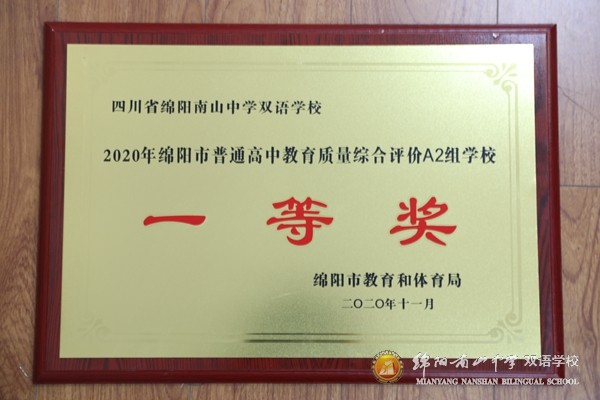 四川省绵阳南山中学双语学校
2020年绵阳市普通高中教育质量综合评价A2组学校
一等奖
绵阳市教育和体育局
二〇二〇年十一月
绵阳南山中学双语学校
MIANYANG NANSHAN BILINGUAL SCHOOL